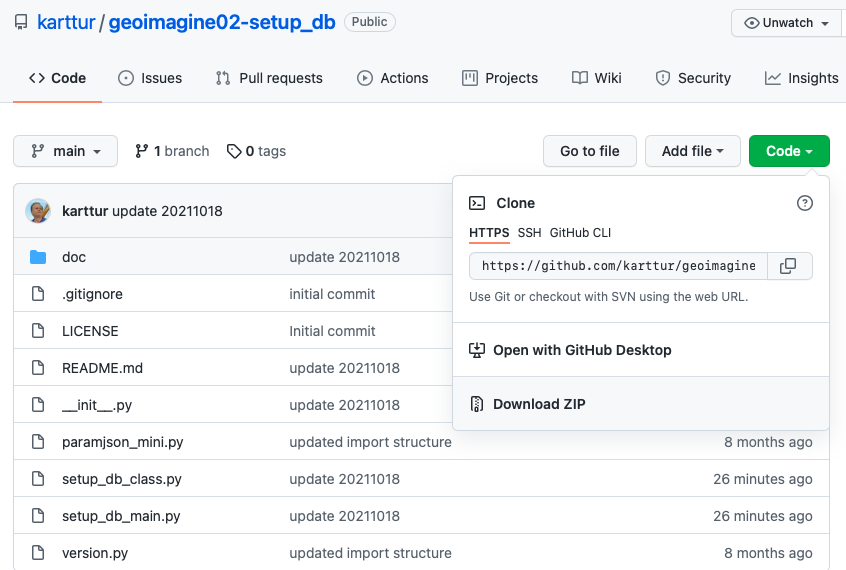 karttur/geoimagine02-setup_db Public Unwatch
Code Issues Pull requests Actions Projects Wiki Security Insights
main 1 branch 0 tags Go to file Add file Code
karttur update 20211018
Clone
HTTPS SSH GitHub CLI
https://github.com/karttur/geoimagine
Use Git or checkout with SVN using the web URL.
Open with GitHub Desktop
Download ZIP
doc update 20211018
.gitignore initial commit
LICENSE Initial commit
README.md update 20211018
__init__.py update 20211018
paramjson_mini.py updated import structure 8 months ago
setup_db_class.py update 20211018 26 minutes ago
setup_db_main.py update 20211018 26 minutes ago
version.py updated import structure 8 months ago